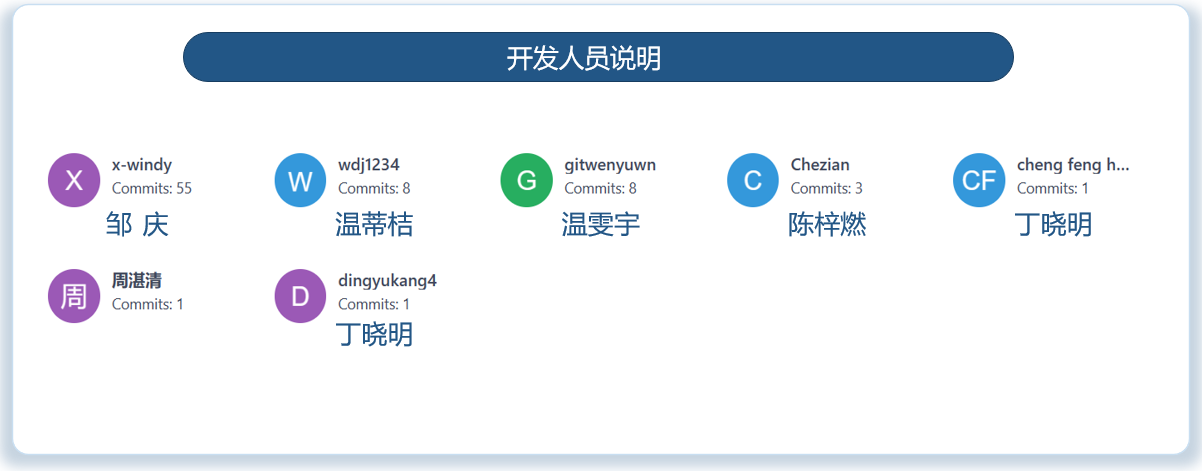 开发人员说明
X
x-windy
Commits: 55
邹 庆
W
wdj1234
Commits: 8
温蒂桔
G
gitwenyuwn
Commits: 8
温雯宇
C
Chezian
Commits: 3
陈梓燃
CF
cheng feng h...
Commits: 1
丁晓明
周
周湛清
Commits: 1
D
dingyukang4
Commits: 1
丁晓明